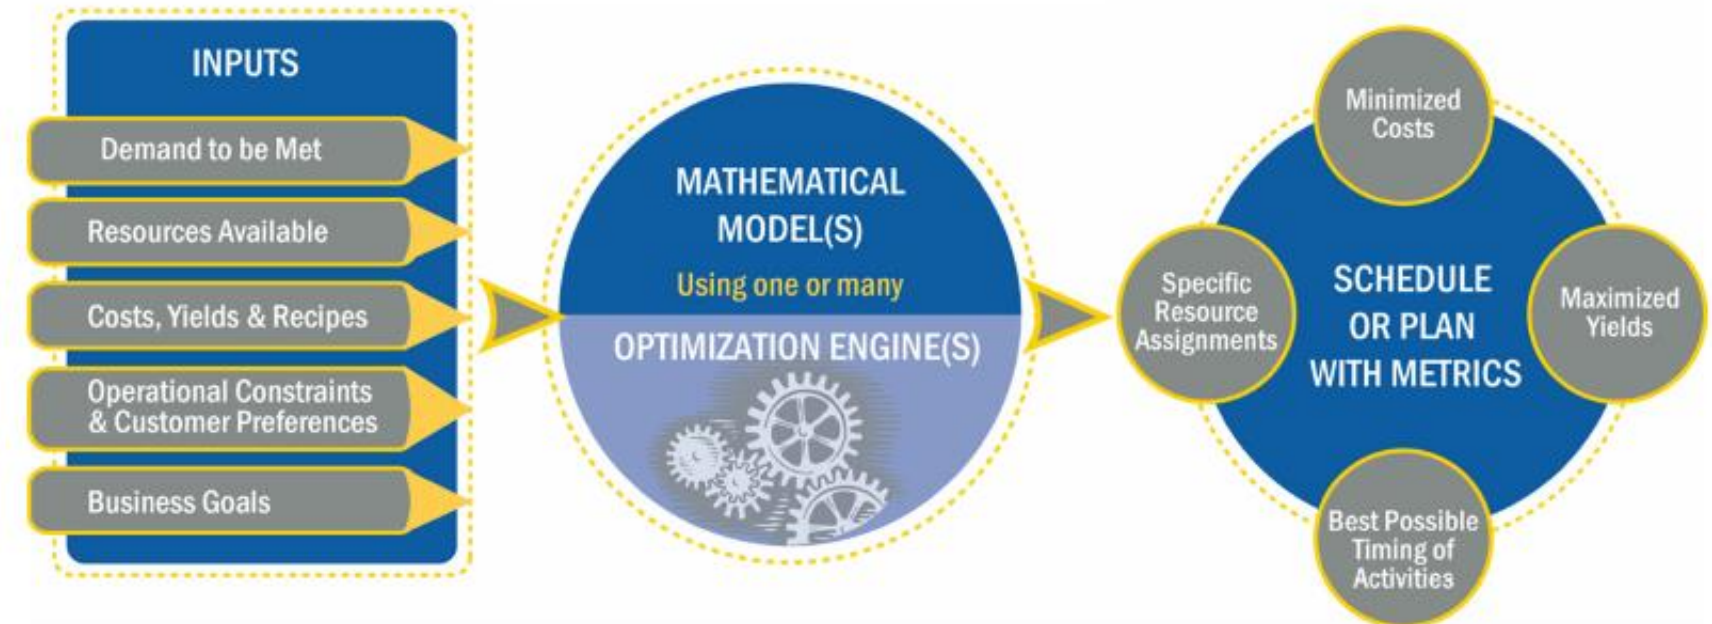 INPUTS
Demand to be Met
Resources Available
Costs, Yields & Recipes
Operational Constraints
& Customer Preferences
Business Goals
MATHEMATICAL
MODEL(S)
Using one or many
OPTIMIZATION ENGINE(S)
Minimized
Costs
Specific
Resource
Assignments
SCHEDULE
OR PLAN
WITH METRICS
Maximized
Yields
Best Possible
Timing of
Activities